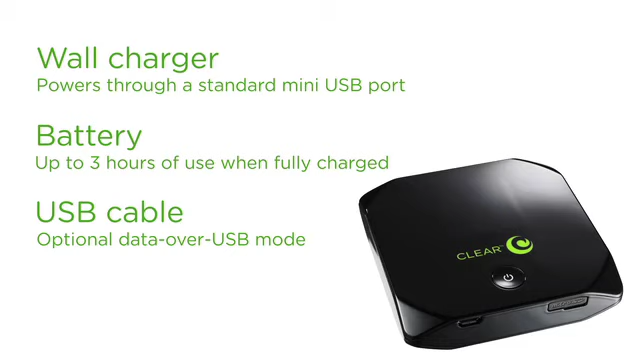 Wall charger
Powers through a standard mini USB port
Battery
Up to 3 hours of use when fully charged
USB cable
Optional data-over-USB mode
CLEAR™